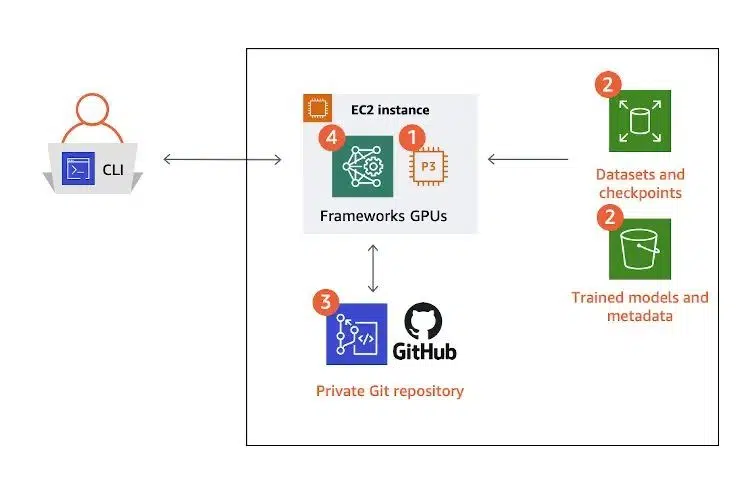 2
EC2 instance
4
1
P3
CLI
Frameworks GPUs
Datasets and
checkpoints
2
Trained models and
metadata
3
GitHub
Private Git repository